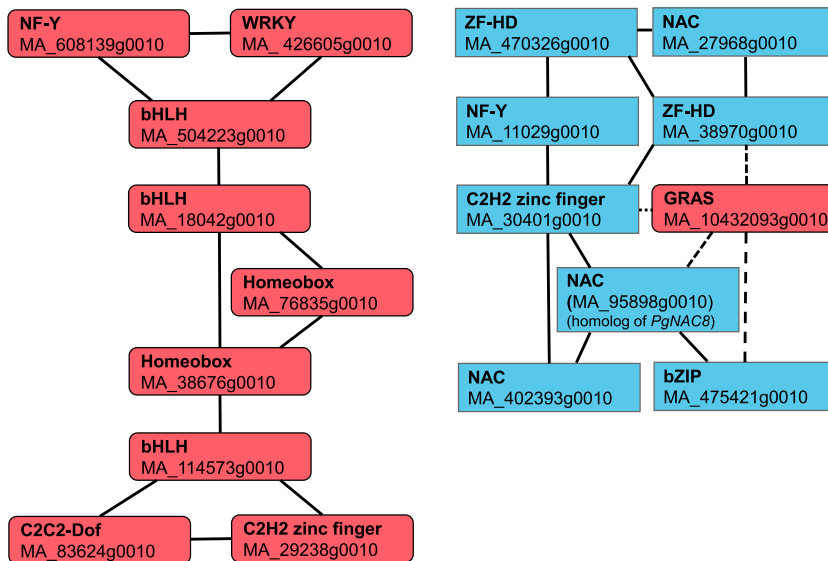 NF-Y
MA_608139g0010
WRKY
MA_ 426605g0010
bHLH
MA_504223g0010
bHLH
MA_18042g0010
Homeobox
MA_76835g0010
Homeobox
MA_38676g0010
bHLH
MA_114573g0010
C2C2-Dof
MA_83624g0010
C2H2 zinc finger
MA_29238g0010
ZF-HD
MA_470326g0010
NAC
MA_27968g0010
NF-Y
MA_11029g0010
ZF-HD
MA_38970g0010
C2H2 zinc finger
MA_30401g0010
GRAS
MA_10432093g0010
NAC
(MA_95898g0010)
(homolog of PgNAC8)
NAC
MA_402393g0010
bZIP
MA_475421g0010